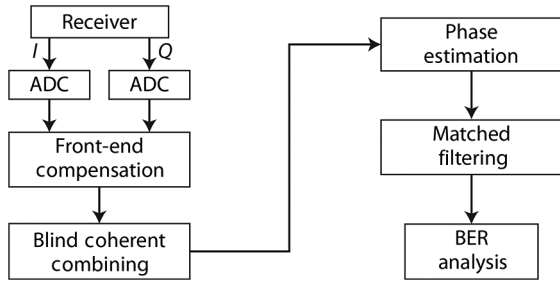 Receiver
I
Q
ADC
ADC
Front-end
compensation
Blind coherent
combining
Phase
estimation
Matched
filtering
BER
analysis